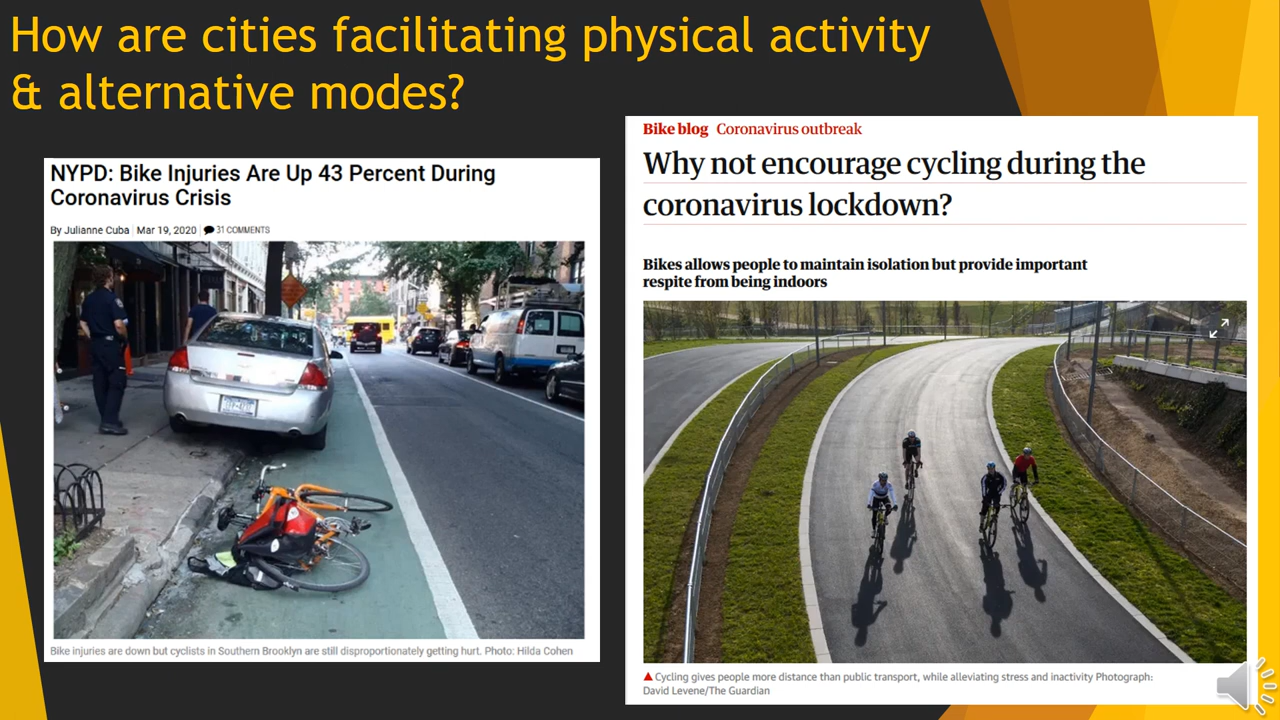 How are cities facilitating physical activity
& alternative modes?
NYPD: Bike Injuries Are Up 43 Percent During
Coronavirus Crisis
By Julianne Cuba | Mar 19, 2020 | 31 COMMENTS
Bike injuries are down but cyclists in Southern Brooklyn are still disproportionately getting hurt. Photo: Hilda Cohen
Bike blog Coronavirus outbreak
Why not encourage cycling during the
coronavirus lockdown?
Bikes allows people to maintain isolation but provide important
respite from being indoors
Cycling gives people more distance than public transport, while alleviating stress and inactivity Photograph:
David Levene/The Guardian